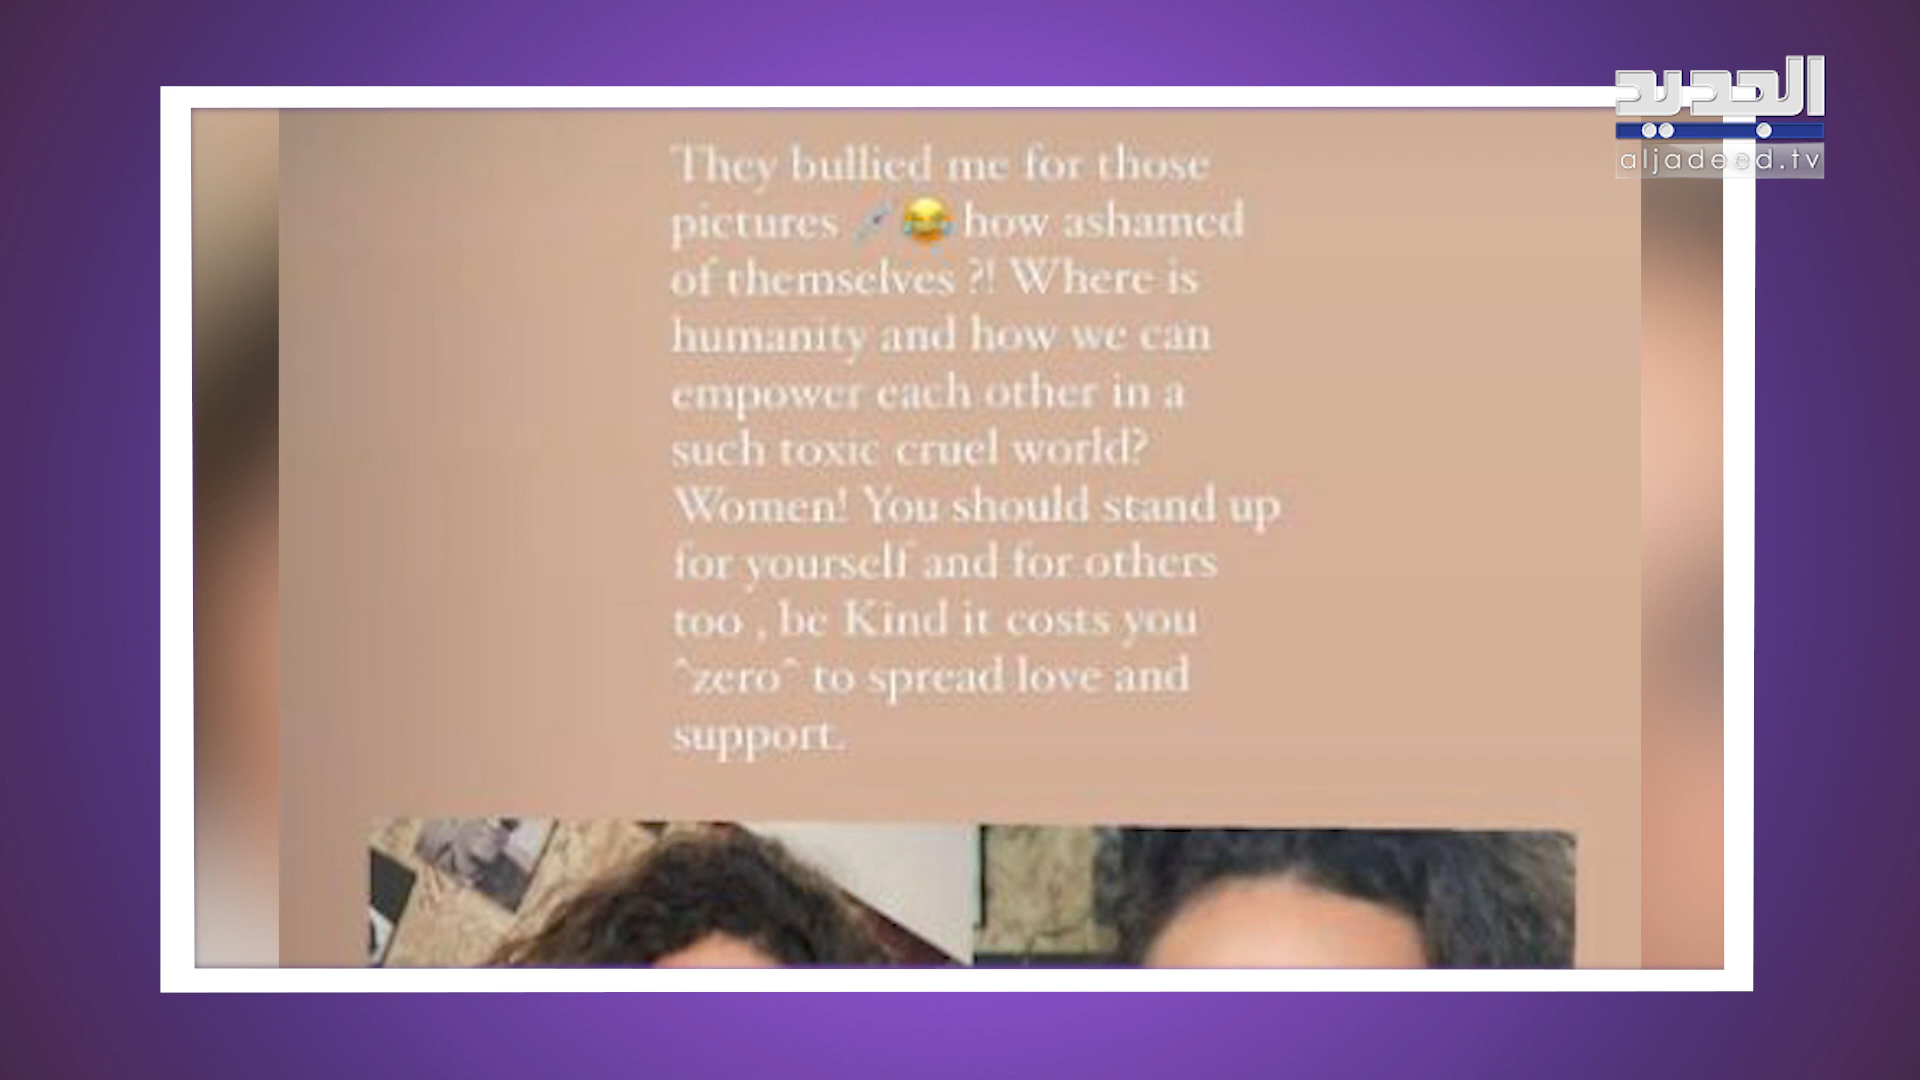 الجديد
aljadeed.tv
They bullied me for those
pictures 💉😂 how ashamed
of themselves ?! Where is
humanity and how we can
empower each other in a
such toxic cruel world?
Women! You should stand up
for yourself and for others
too , be Kind it costs you
^zero^ to spread love and
support.